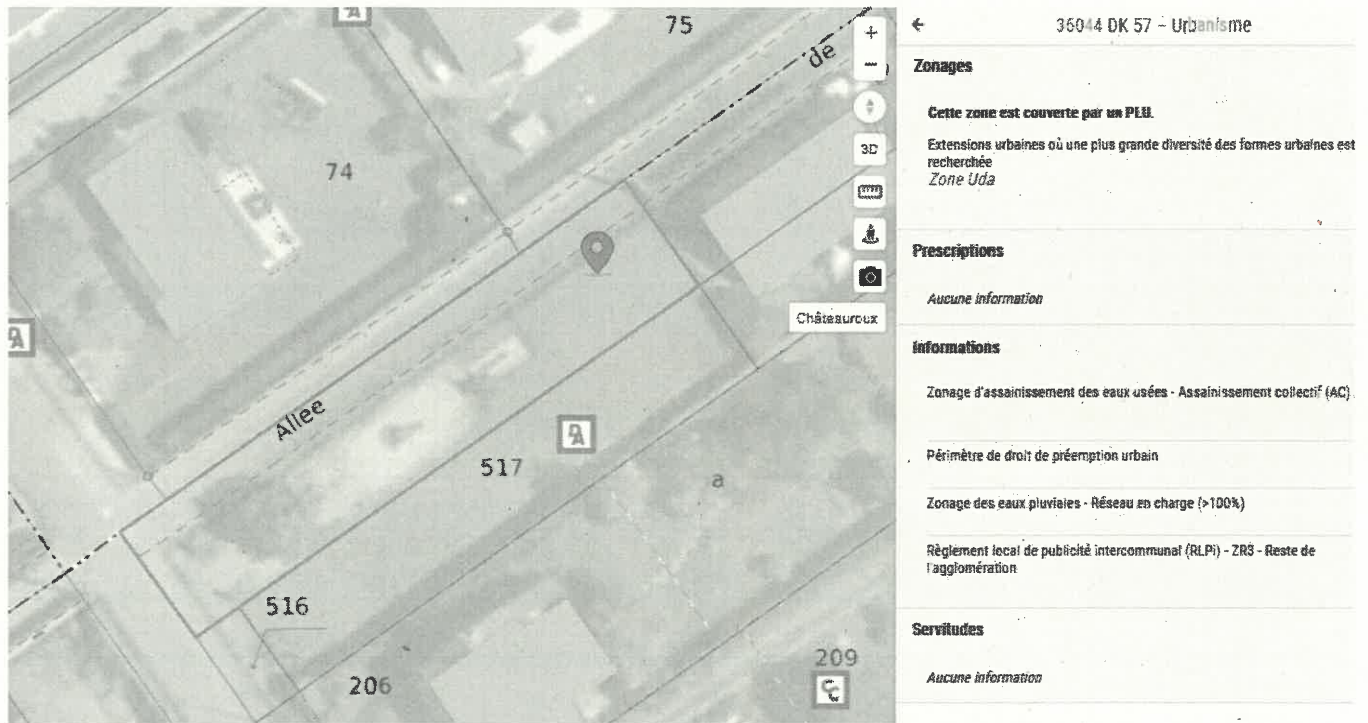 75
de
74
3D
Châteauroux
Allee
517
a
516
206
209
36044 DK 57 - Urbanisme
Zonages
Cette zone est couverte par un PLU.
Extensions urbaines où une plus grande diversité des formes urbaines est
recherchée
Zone Uda
Prescriptions
Aucune information
Informations
Zonage d'assainissement des eaux usées - Assainissement collectif (AC)
Périmètre de droit de préemption urbain
Zonage des eaux pluviales - Réseau en charge (>100%)
Règlement local de publicité intercommunal (RLPi) - ZR3 - Reste de
l'agglomération
Servitudes
Aucune information